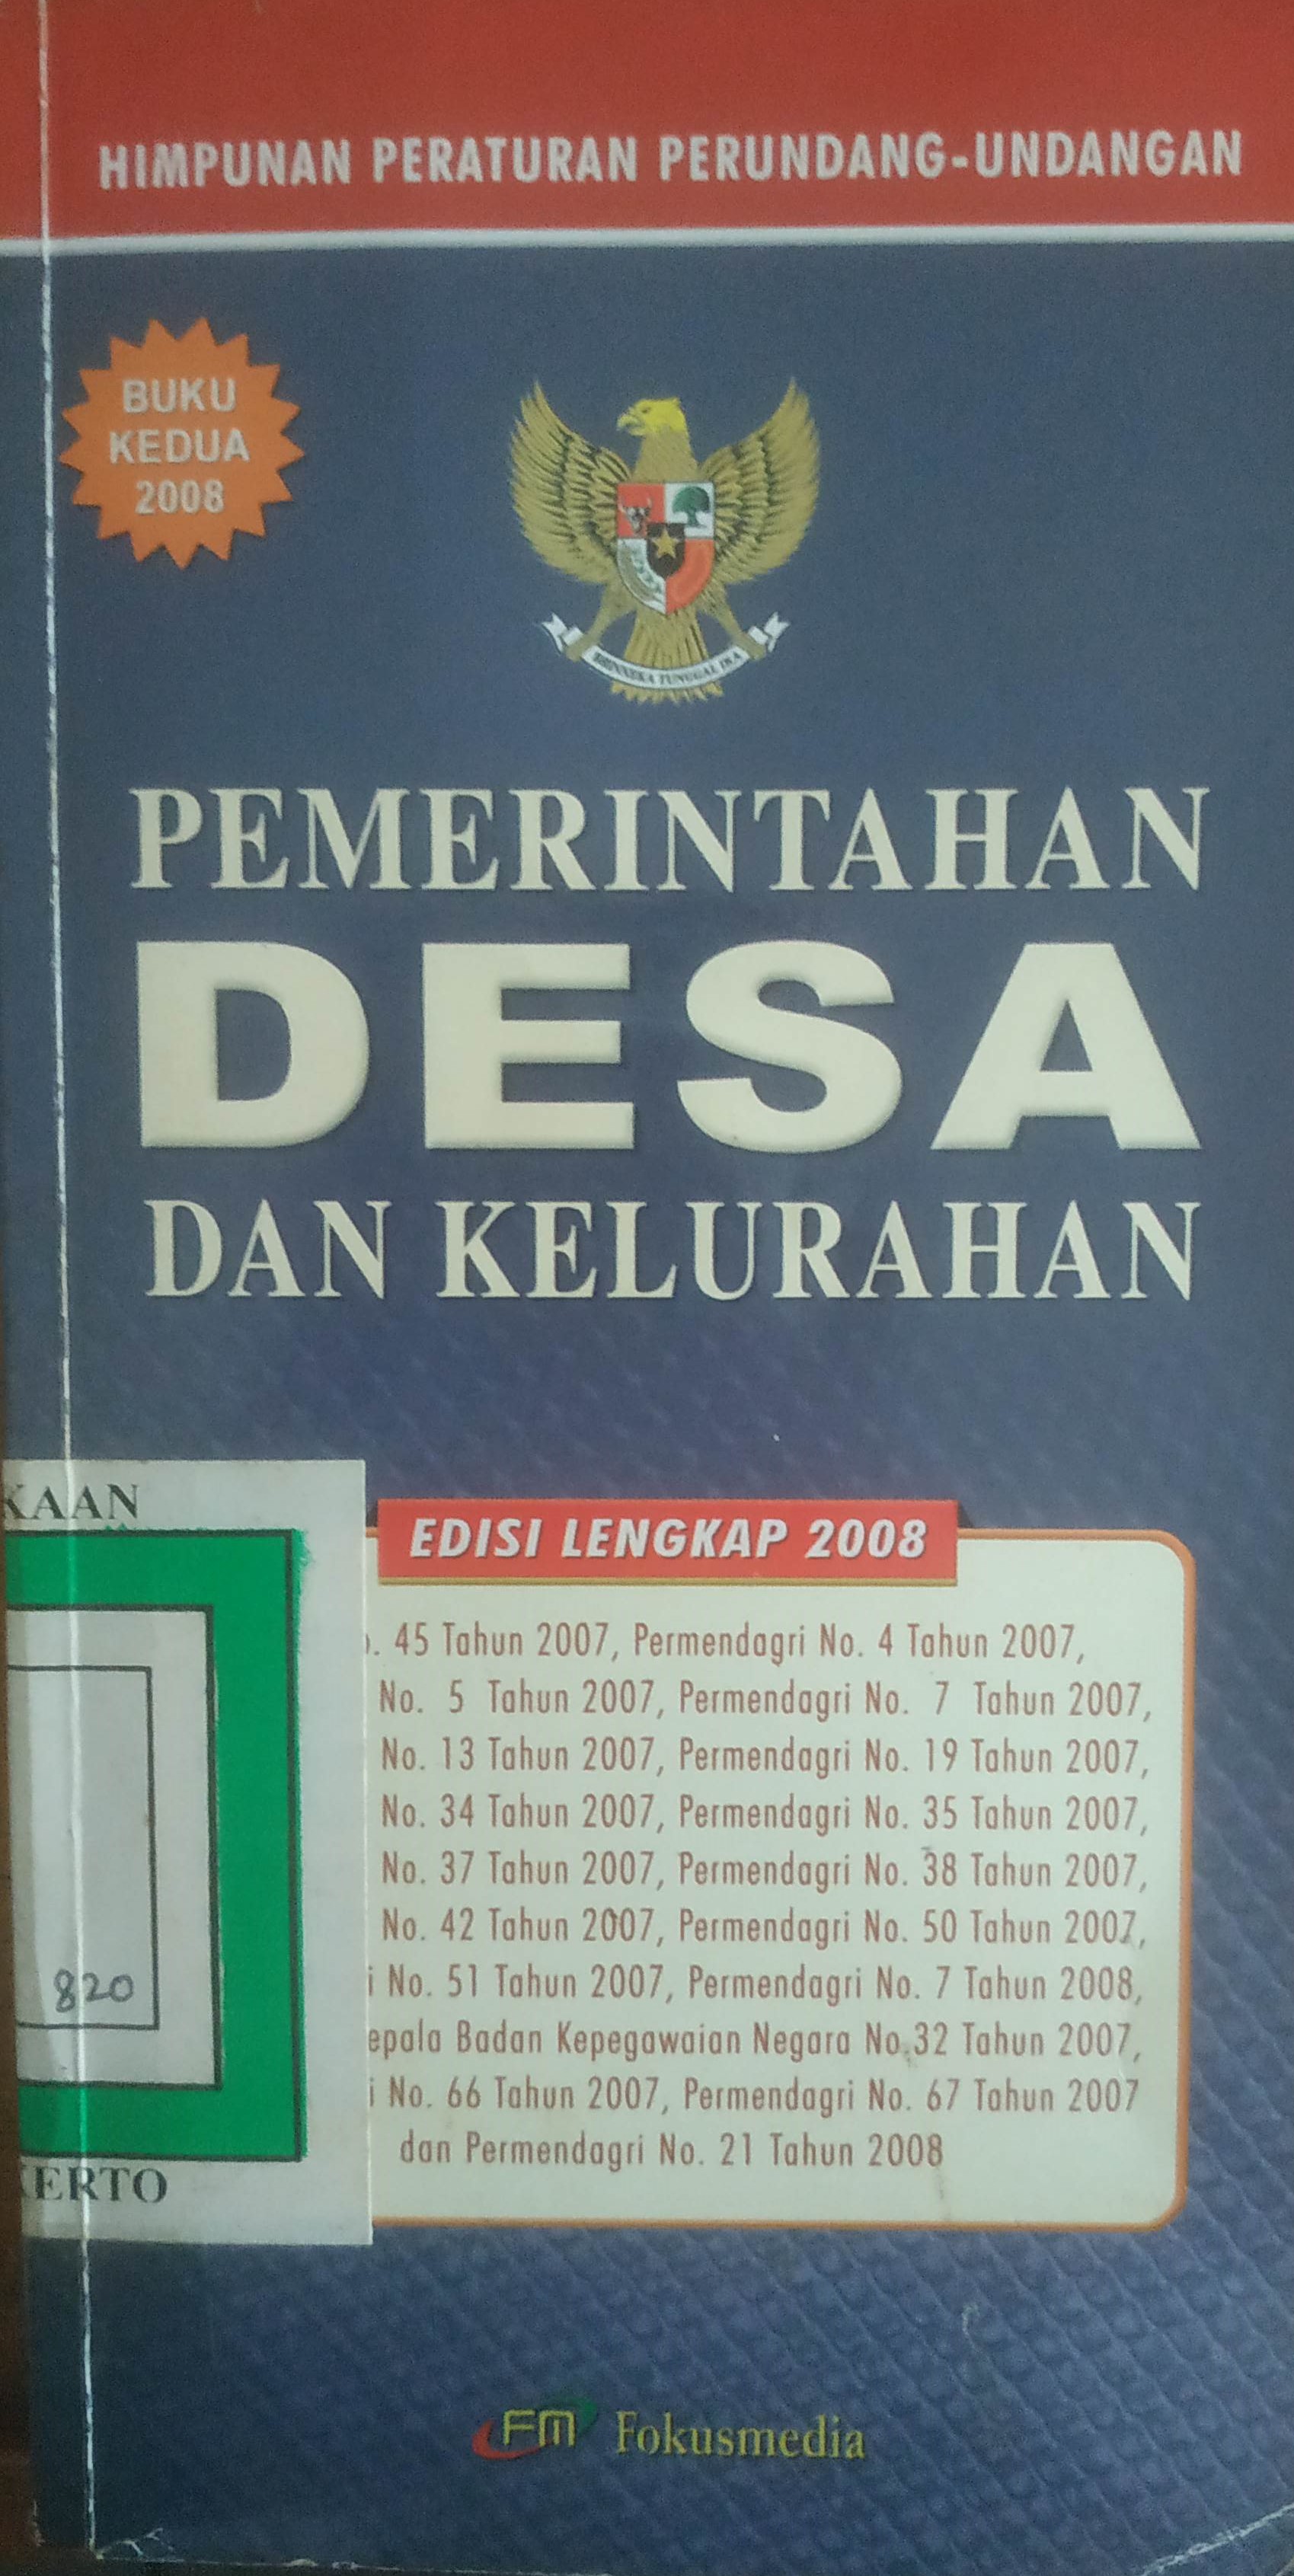 HIMPUNAN PERATURAN PERUNDANG-UNDANGAN
BUKU
KEDUA
2008
BHINNEKA TUNGGAL IKA
PEMERINTAHAN
DESA
DAN KELURAHAN
EDISI LENGKAP 2008
45 Tahun 2007, Permendagri No. 4 Tahun 2007,
No. 5 Tahun 2007, Permendagri No. 7 Tahun 2007,
No. 13 Tahun 2007, Permendagri No. 19 Tahun 2007,
No. 34 Tahun 2007, Permendagri No. 35 Tahun 2007,
No. 37 Tahun 2007, Permendagri No. 38 Tahun 2007,
No. 42 Tahun 2007, Permendagri No. 50 Tahun 2007,
i No. 51 Tahun 2007, Permendagri No. 7 Tahun 2008,
epala Badan Kepegawaian Negara No.32 Tahun 2007,
i No. 66 Tahun 2007, Permendagri No. 67 Tahun 2007
dan Permendagri No. 21 Tahun 2008
KAAN
820
ERTO
FM Fokusmedia